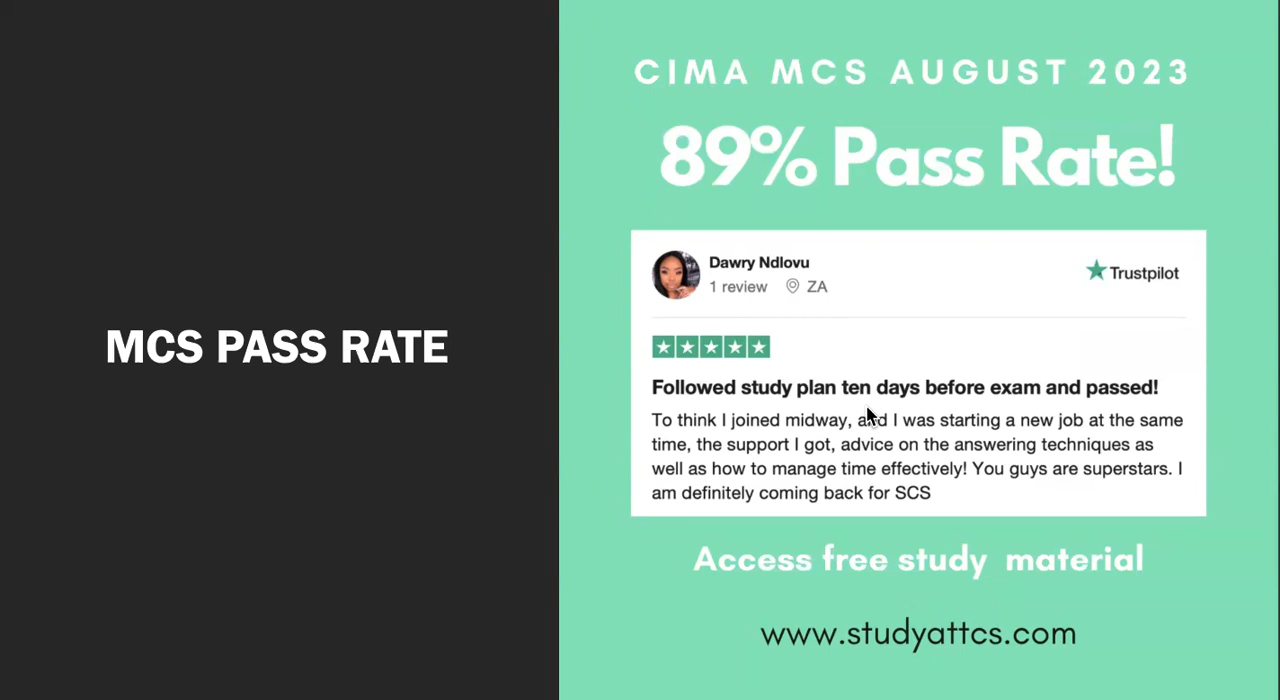 MCS PASS RATE
CIMA MCS AUGUST 2023
89% Pass Rate!
Dawry Ndlovu
1 review ZA
Trustpilot
Followed study plan ten days before exam and passed!
To think I joined midway, and I was starting a new job at the same
time, the support I got, advice on the answering techniques as
well as how to manage time effectively! You guys are superstars. I
am definitely coming back for SCS
Access free study material
www.studyattcs.com